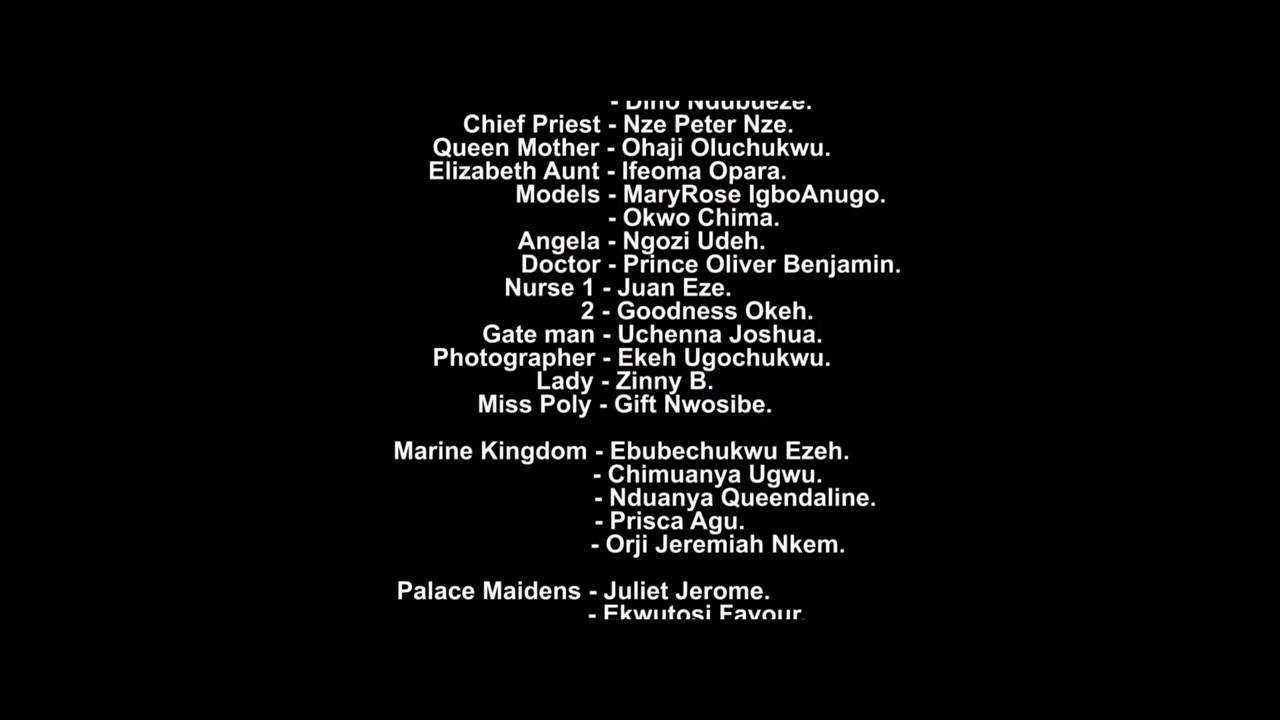 - Dino Ndubueze.
Chief Priest - Nze Peter Nze.
Queen Mother - Ohaji Oluchukwu.
Elizabeth Aunt - Ifeoma Opara.
Models - MaryRose IgboAnugo.
- Okwo Chima.
Angela - Ngozi Udeh.
Doctor - Prince Oliver Benjamin.
Nurse 1 - Juan Eze.
2 - Goodness Okeh.
Gate man - Uchenna Joshua.
Photographer - Ekeh Ugochukwu.
Lady - Zinny B.
Miss Poly - Gift Nwosibe.
Marine Kingdom - Ebubechukwu Ezeh.
- Chimuanya Ugwu.
- Nduanya Queendaline.
- Prisca Agu.
- Orji Jeremiah Nkem.
Palace Maidens - Juliet Jerome.
- Ekwutosi Favour.